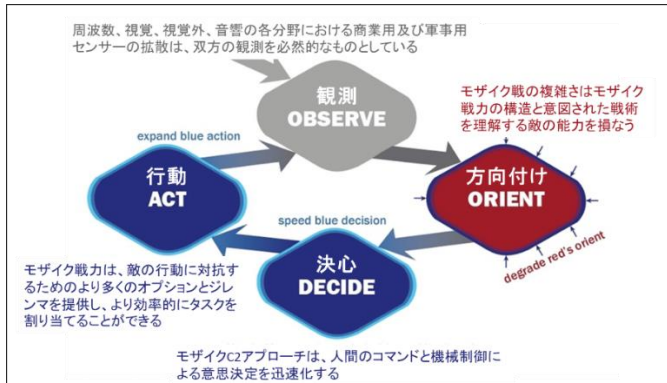 周波数、視覚、視覚外、音響の各分野における商業用及び軍事用
センサーの拡散は、双方の観測を必然的なものとしている
観測
OBSERVE
モザイク戦の複雑さはモザイク
戦力の構造と意図された戦術
を理解する敵の能力を損なう
expand blue action
行動
ACT
方向付け
ORIENT
speed blue decision
degrade red's orient
決心
DECIDE
モザイク戦力は、敵の行動に対抗す
るためのより多くのオプションとジレ
ンマを提供し、より効率的にタスクを
割り当てることができる
モザイクC2アプローチは、人間のコマンドと機械制御に
よる意思決定を迅速化する